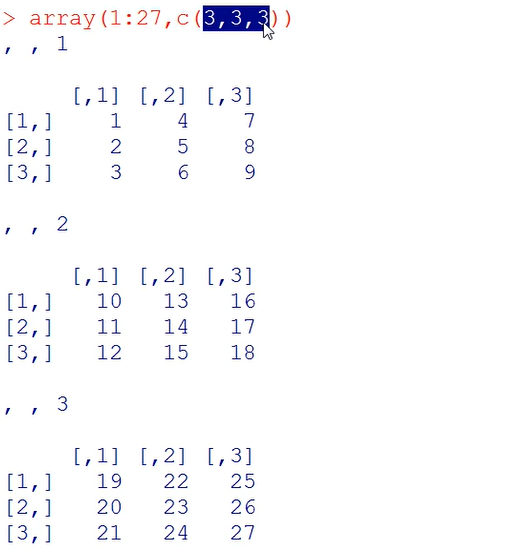 > array(1:27,c(3,3,3))
, , 1
[,1] [,2] [,3]
[1,] 1 4 7
[2,] 2 5 8
[3,] 3 6 9
, , 2
[,1] [,2] [,3]
[1,] 10 13 16
[2,] 11 14 17
[3,] 12 15 18
, , 3
[,1] [,2] [,3]
[1,] 19 22 25
[2,] 20 23 26
[3,] 21 24 27